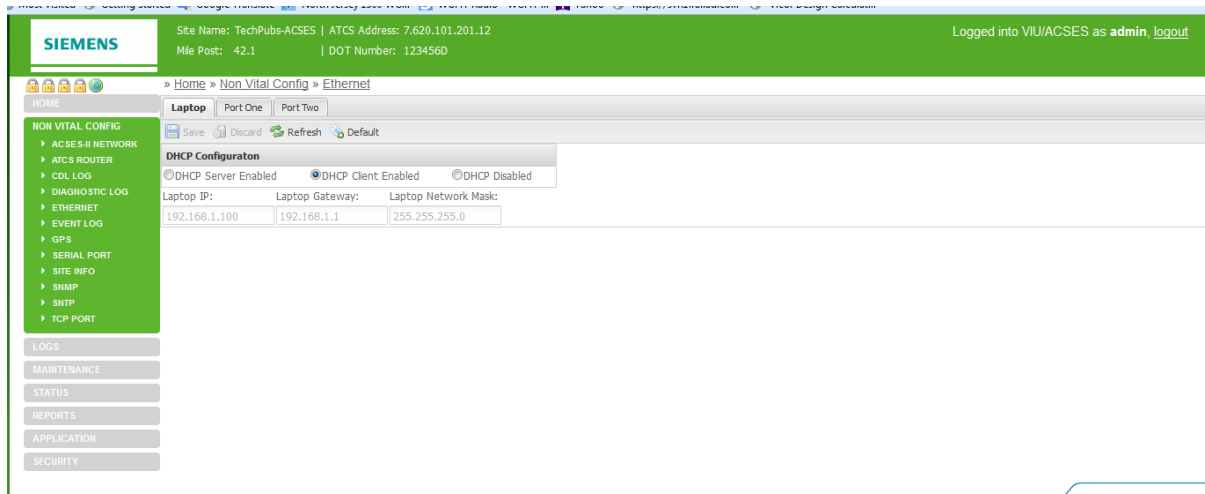 SIEMENS
Site Name: TechPubs-ACSES | ATCS Address: 7.620.101.201.12
Mile Post: 42.1 | DOT Number: 123456D
Logged into VIU/ACSES as admin, logout
» Home » Non Vital Config » Ethernet
HOME
NON VITAL CONFIG
ACSES-II NETWORK
ATCS ROUTER
CDL LOG
DIAGNOSTIC LOG
ETHERNET
EVENT LOG
GPS
SERIAL PORT
SITE INFO
SNMP
SNTP
TCP PORT
LOGS
MAINTENANCE
STATUS
REPORTS
APPLICATION
SECURITY
Laptop Port One Port Two
Save Discard Refresh Default
DHCP Configuraton
DHCP Server Enabled DHCP Client Enabled DHCP Disabled
Laptop IP: Laptop Gateway: Laptop Network Mask:
192.168.1.100 192.168.1.1 255.255.255.0